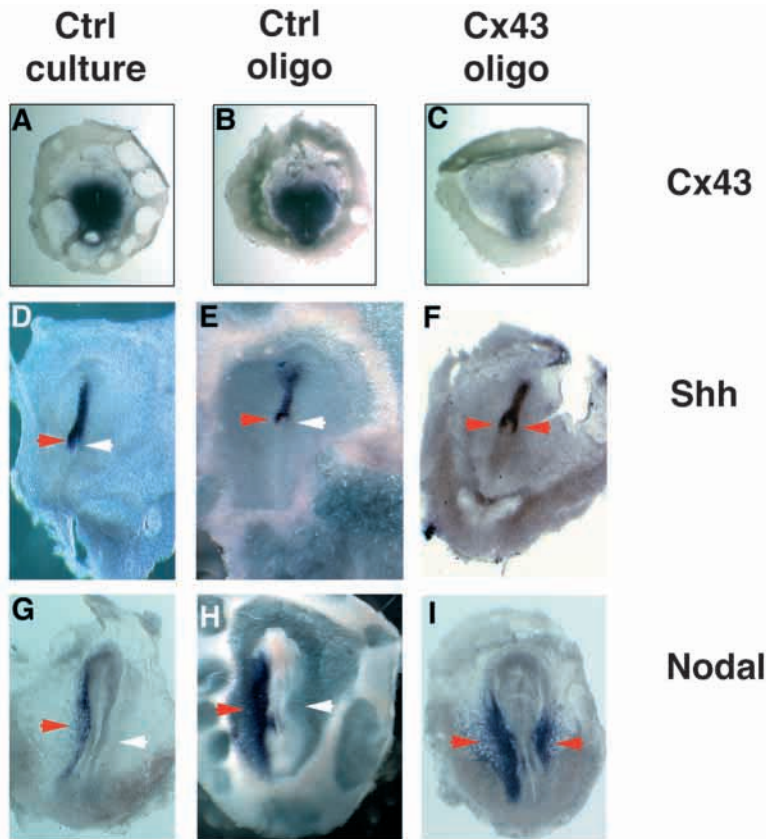 Ctrl culture
Ctrl oligo
Cx43 oligo
A
B
C
Cx43
D
E
F
Shh
G
H
I
Nodal